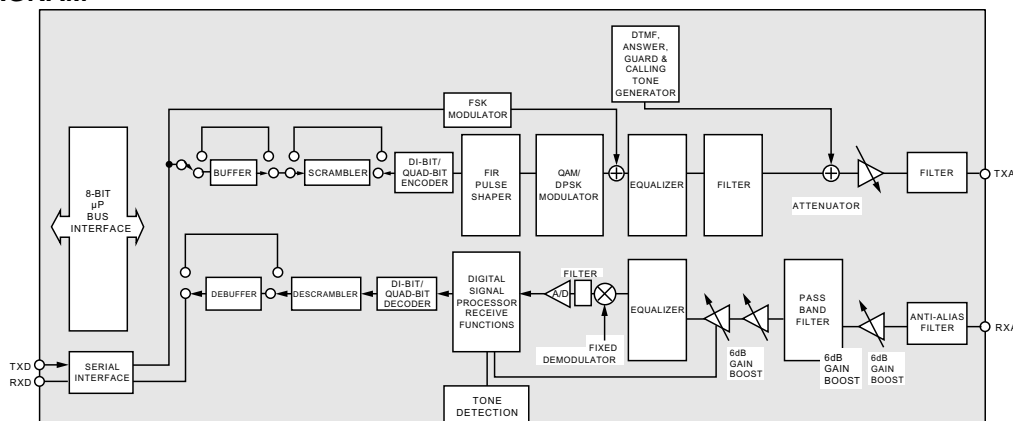 DTMF,
ANSWER,
GUARD &
CALLING
TONE
GENERATOR
FSK
MODULATOR
8-BIT
µP
BUS
INTERFACE
BUFFER
SCRAMBLER
DI-BIT/
QUAD-BIT
ENCODER
FIR
PULSE
SHAPER
QAM/
DPSK
MODULATOR
EQUALIZER
FILTER
ATTENUATOR
FILTER
TXA
DEBUFFER
DESCRAMBLER
DI-BIT/
QUAD-BIT
DECODER
DIGITAL
SIGNAL
PROCESSOR
RECEIVE
FUNCTIONS
A/D
FILTER
FIXED
DEMODULATOR
EQUALIZER
6dB
GAIN
BOOST
PASS
BAND
FILTER
6dB
GAIN
BOOST
6dB
GAIN
BOOST
ANTI-ALIAS
FILTER
RXA
TXD
RXD
SERIAL
INTERFACE
TONE
DETECTION